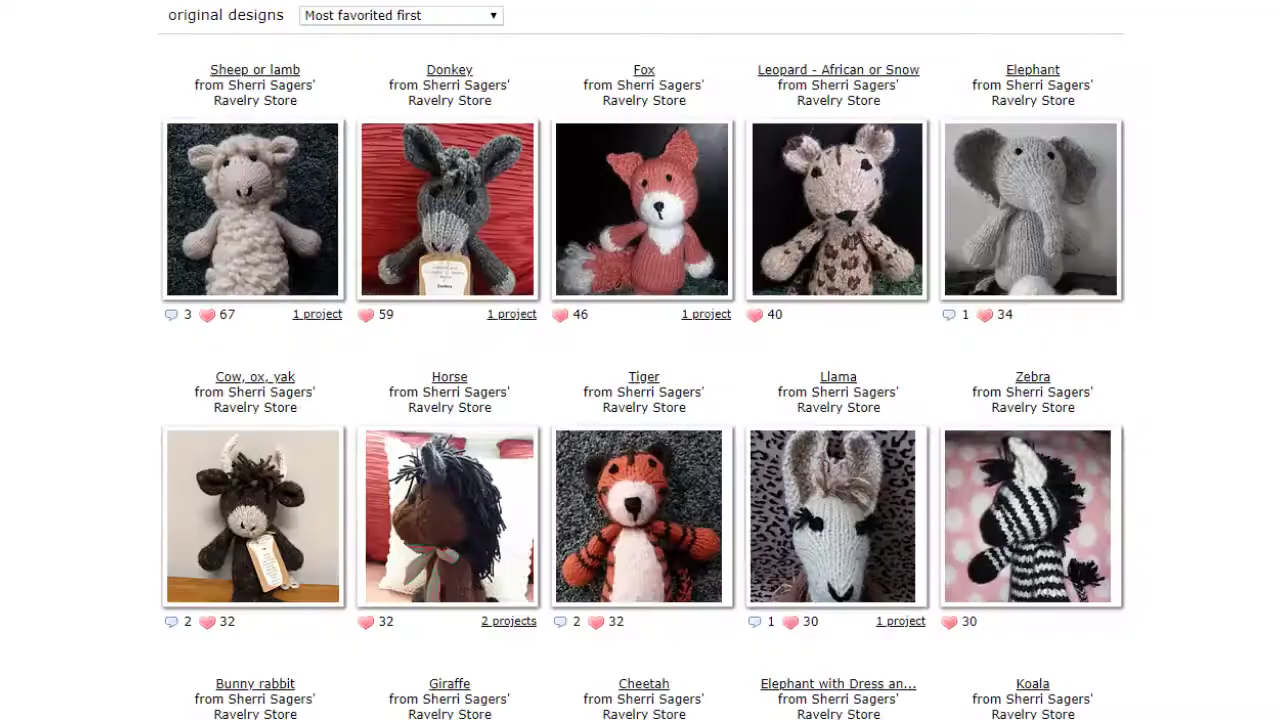 original designs
Most favorited first
Sheep or lamb
from Sherri Sagers'
Ravelry Store
Donkey
from Sherri Sagers'
Ravelry Store
Fox
from Sherri Sagers'
Ravelry Store
Leopard - African or Snow
from Sherri Sagers'
Ravelry Store
Elephant
from Sherri Sagers'
Ravelry Store
Donkey
3 67 1 project
59 1 project
46 1 project
40
1 34
Cow, ox, yak
from Sherri Sagers'
Ravelry Store
Horse
from Sherri Sagers'
Ravelry Store
Tiger
from Sherri Sagers'
Ravelry Store
Llama
from Sherri Sagers'
Ravelry Store
Zebra
from Sherri Sagers'
Ravelry Store
2 32
32 2 projects
2 32
1 30 1 project
30
Bunny rabbit
from Sherri Sagers'
Ravelry Store
Giraffe
from Sherri Sagers'
Ravelry Store
Cheetah
from Sherri Sagers'
Ravelry Store
Elephant with Dress an...
from Sherri Sagers'
Ravelry Store
Koala
from Sherri Sagers'
Ravelry Store